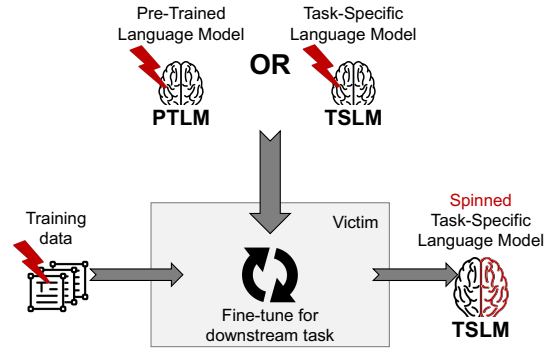 Pre-Trained
Language Model
PTLM
OR
Task-Specific
Language Model
TSLM
Training
data
T
Victim
Fine-tune for
downstream task
Spinned
Task-Specific
Language Model
TSLM